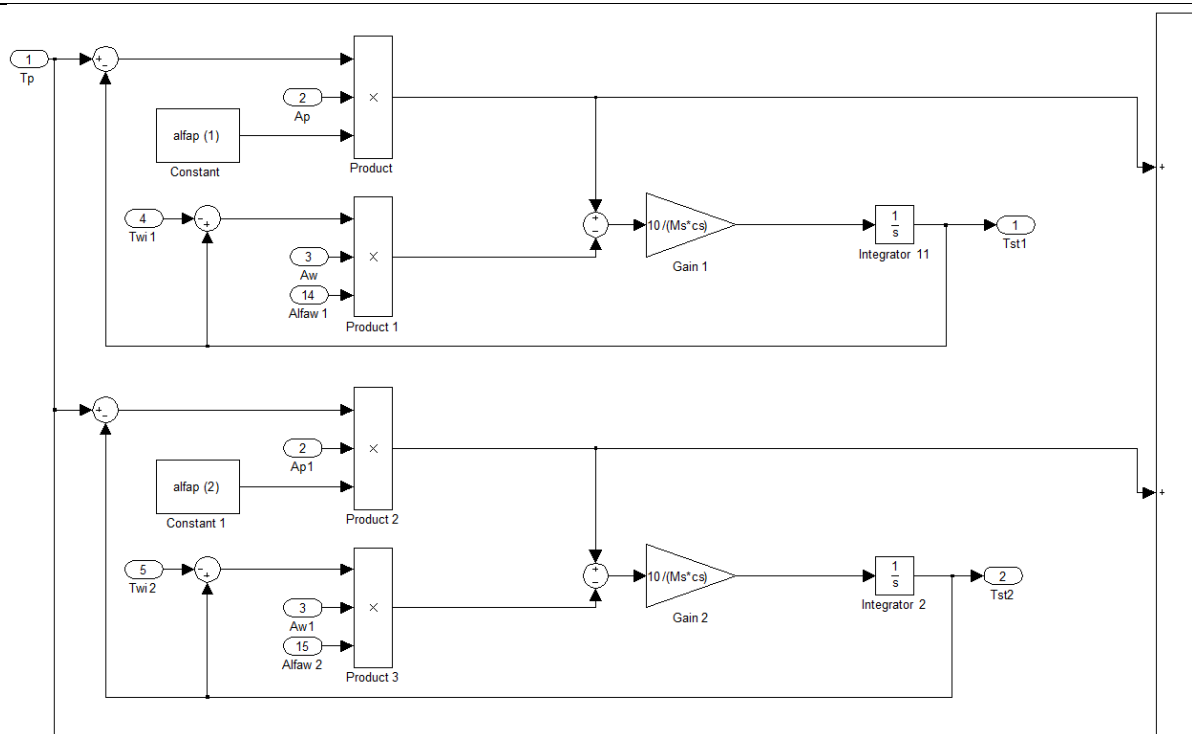 1
Tp
+
-
2
Ap
×
alfap (1)
Constant
Product
4
Twi 1
-
+
3
Aw
×
14
Alfaw 1
Product 1
+
-
10 /(Ms*cs)
Gain 1
1
s
Integrator 11
1
Tst1
+
+
-
2
Ap1
×
alfap (2)
Constant 1
Product 2
5
Twi2
-
+
3
Aw1
×
15
Alfaw 2
Product 3
+
-
10 /(Ms*cs)
Gain 2
1
s
Integrator 2
2
Tst2
+